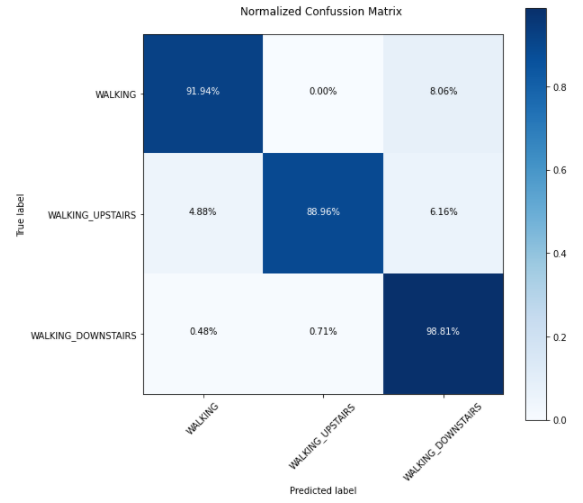 Normalized Confussion Matrix
True label
WALKING
91.94%
0.00%
8.06%
WALKING_UPSTAIRS
4.88%
88.96%
6.16%
WALKING_DOWNSTAIRS
0.48%
0.71%
98.81%
WALKING
WALKING_UPSTAIRS
WALKING_DOWNSTAIRS
Predicted label
0.8
0.6
0.4
0.2
0.0